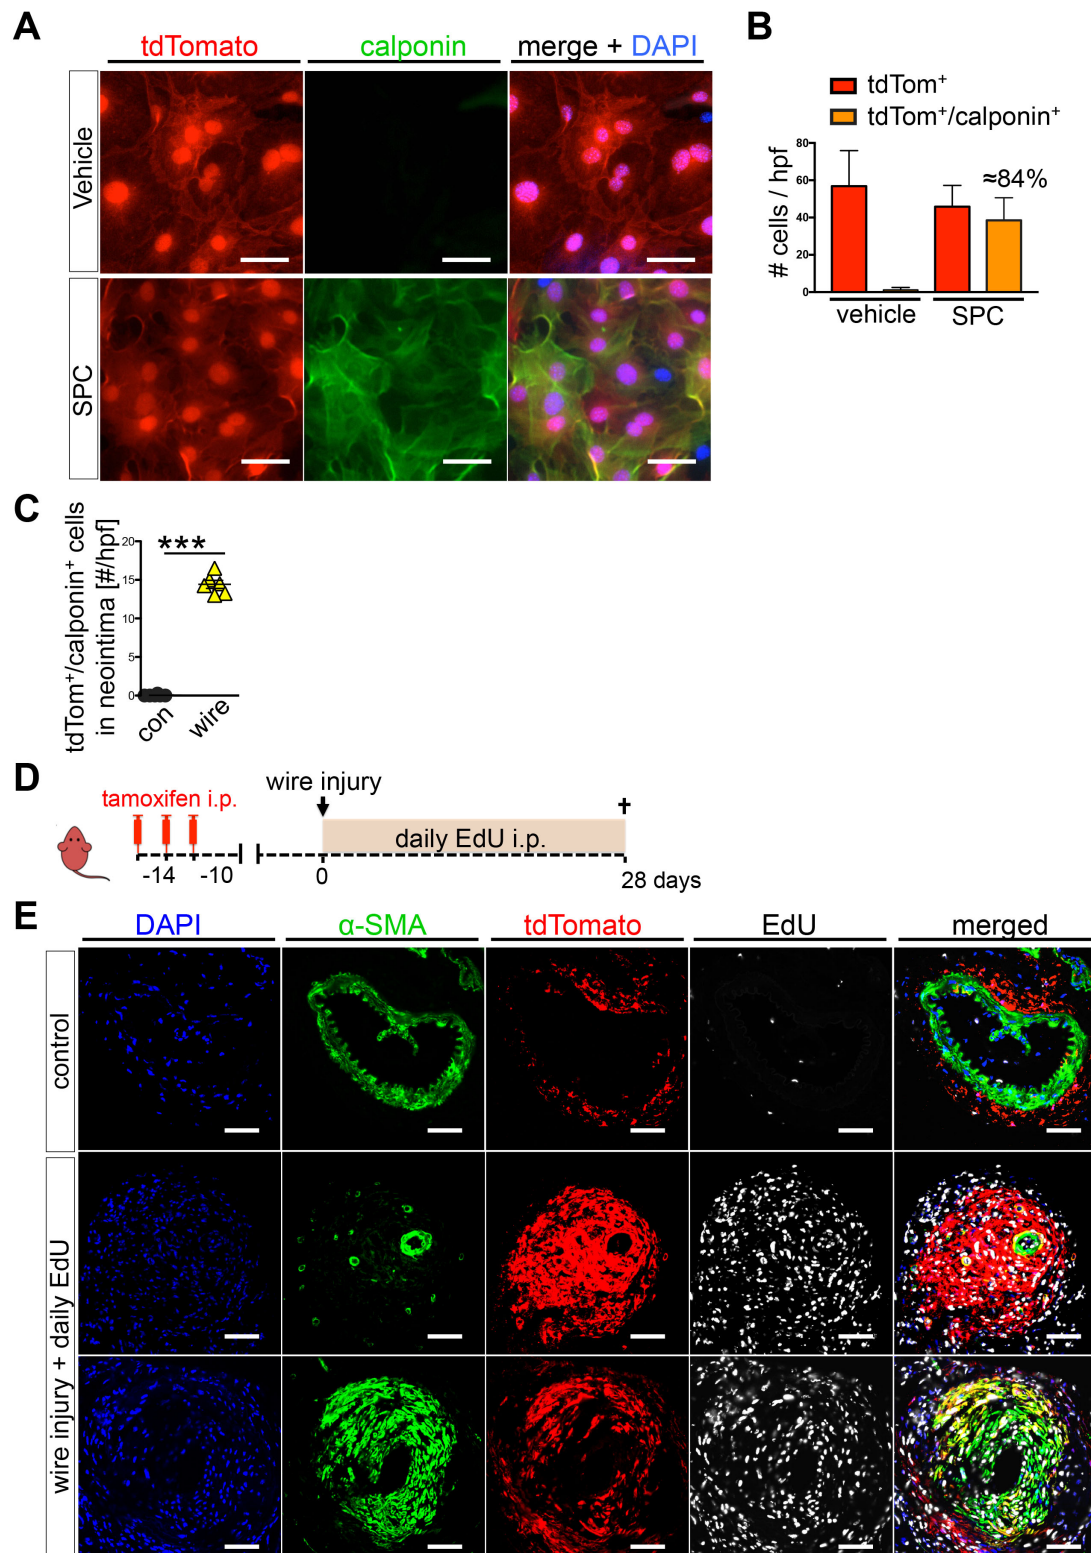 A
tdTomato
calponin
merge + DAPI
Vehicle
SPC
B
tdTom⁺
tdTom⁺/calponin⁺
# cells / hpf
80
60
40
20
0
≈84%
vehicle
SPC
C
tdTom⁺/calponin⁺ cells
in neointima [#/hpf]
20
15
10
5
0
***
con
wire
D
tamoxifen i.p.
wire injury
daily EdU i.p.
-14
-10
0
28 days
E
DAPI
α-SMA
tdTomato
EdU
merged
control
wire injury + daily EdU